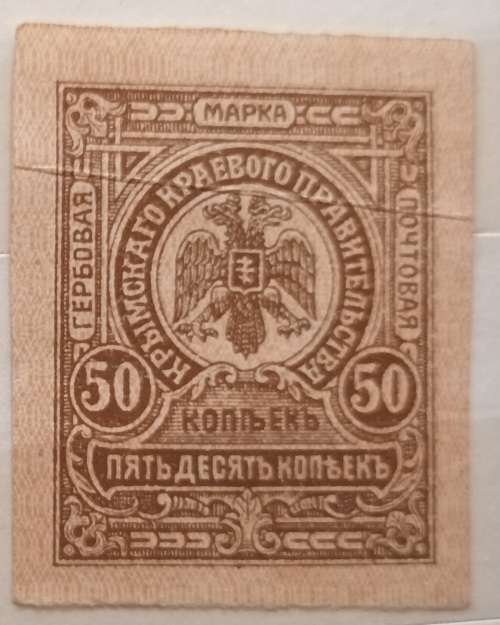 МАРКА
ГЕРБОВАЯ
ПОЧТОВАЯ
КРЫМСКАГО КРАЕВОГО ПРАВИТЕЛЬСТВА
50
50
КОПѢЕКЪ
ПЯТЬДЕСЯТЪ КОПѢЕКЪ